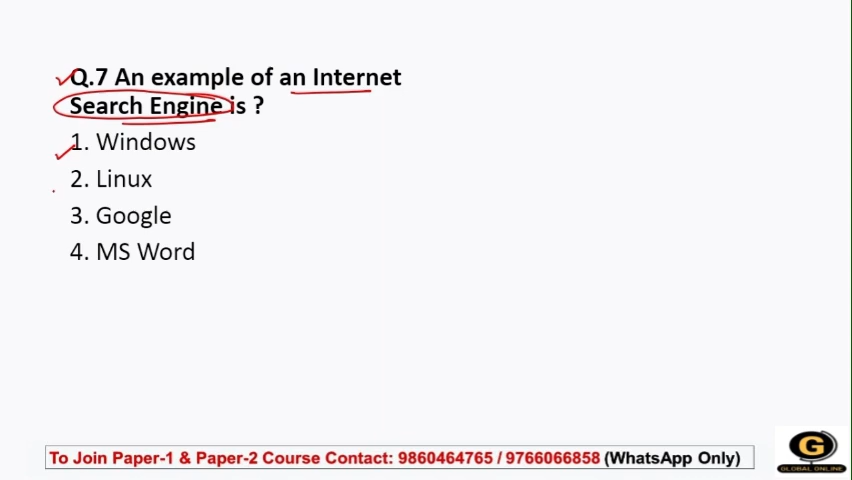 Q.7 An example of an Internet
Search Engine is ?
1. Windows
2. Linux
3. Google
4. MS Word
To Join Paper-1 & Paper-2 Course Contact: 9860464765 / 9766066858 (WhatsApp Only)
G
GLOBAL ONLINE